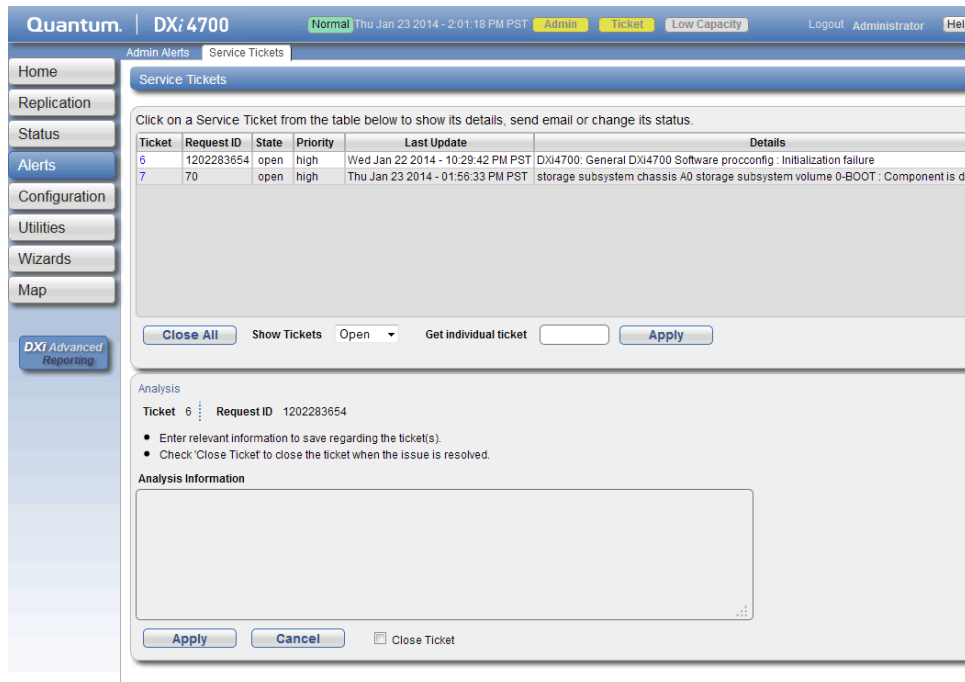 Quantum. DXi 4700 Normal Thu Jan 23 2014 - 2:01:18 PM PST Admin Ticket Low Capacity Logout Administrator Hel
Admin Alerts Service Tickets
Home
Replication
Status
Alerts
Configuration
Utilities
Wizards
Map
DXi Advanced
Reporting
Service Tickets
Click on a Service Ticket from the table below to show its details, send email or change its status.
Ticket Request ID State Priority Last Update Details
6 1202283654 open high Wed Jan 22 2014 - 10:29:42 PM PST DXi4700: General DXi4700 Software procconfig : Initialization failure
7 70 open high Thu Jan 23 2014 - 01:56:33 PM PST storage subsystem chassis A0 storage subsystem volume 0-BOOT : Component is d
Close All Show Tickets Open Get individual ticket Apply
Analysis
Ticket 6 Request ID 1202283654
• Enter relevant information to save regarding the ticket(s).
• Check 'Close Ticket' to close the ticket when the issue is resolved.
Analysis Information
Apply Cancel Close Ticket